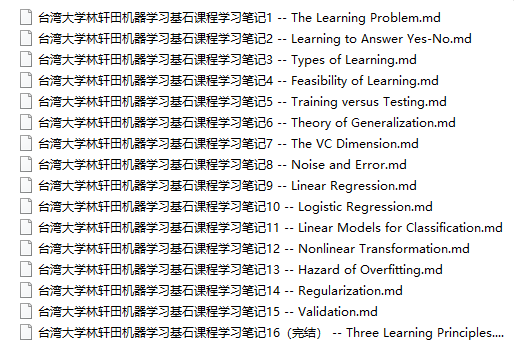 台湾大学林轩田机器学习基石课程学习笔记1 -- The Learning Problem.md
台湾大学林轩田机器学习基石课程学习笔记2 -- Learning to Answer Yes-No.md
台湾大学林轩田机器学习基石课程学习笔记3 -- Types of Learning.md
台湾大学林轩田机器学习基石课程学习笔记4 -- Feasibility of Learning.md
台湾大学林轩田机器学习基石课程学习笔记5 -- Training versus Testing.md
台湾大学林轩田机器学习基石课程学习笔记6 -- Theory of Generalization.md
台湾大学林轩田机器学习基石课程学习笔记7 -- The VC Dimension.md
台湾大学林轩田机器学习基石课程学习笔记8 -- Noise and Error.md
台湾大学林轩田机器学习基石课程学习笔记9 -- Linear Regression.md
台湾大学林轩田机器学习基石课程学习笔记10 -- Logistic Regression.md
台湾大学林轩田机器学习基石课程学习笔记11 -- Linear Models for Classification.md
台湾大学林轩田机器学习基石课程学习笔记12 -- Nonlinear Transformation.md
台湾大学林轩田机器学习基石课程学习笔记13 -- Hazard of Overfitting.md
台湾大学林轩田机器学习基石课程学习笔记14 -- Regularization.md
台湾大学林轩田机器学习基石课程学习笔记15 -- Validation.md
台湾大学林轩田机器学习基石课程学习笔记16（完结） -- Three Learning Principles....